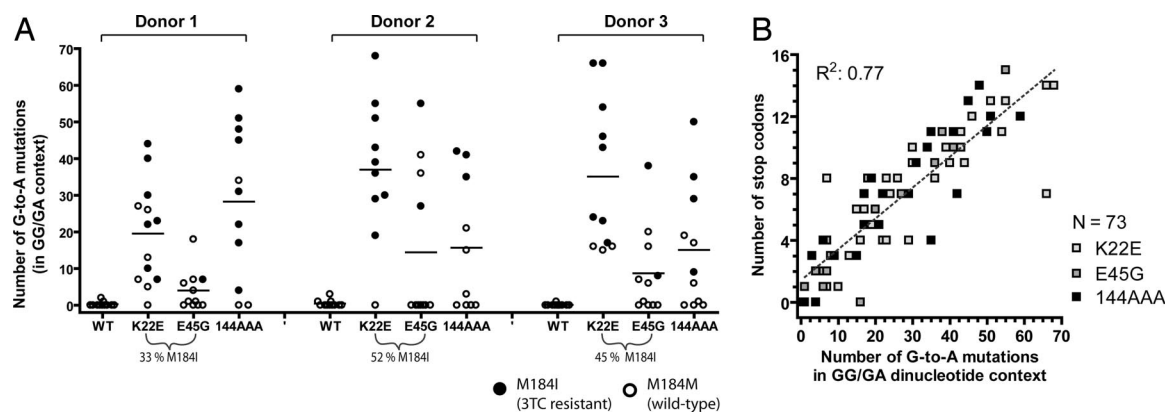 A
Donor 1
Donor 2
Donor 3
Number of G-to-A mutations
(in GG/GA context)
70
60
50
40
30
20
10
0
WT K22E E45G 144AAA ' WT K22E E45G 144AAA ' WT K22E E45G 144AAA
33 % M184I
52 % M184I
45 % M184I
M184I
(3TC resistant)
M184M
(wild-type)
B
R²: 0.77
Number of stop codons
16
12
8
4
0
N = 73
K22E
E45G
144AAA
0 10 20 30 40 50 60 70
Number of G-to-A mutations
in GG/GA dinucleotide context